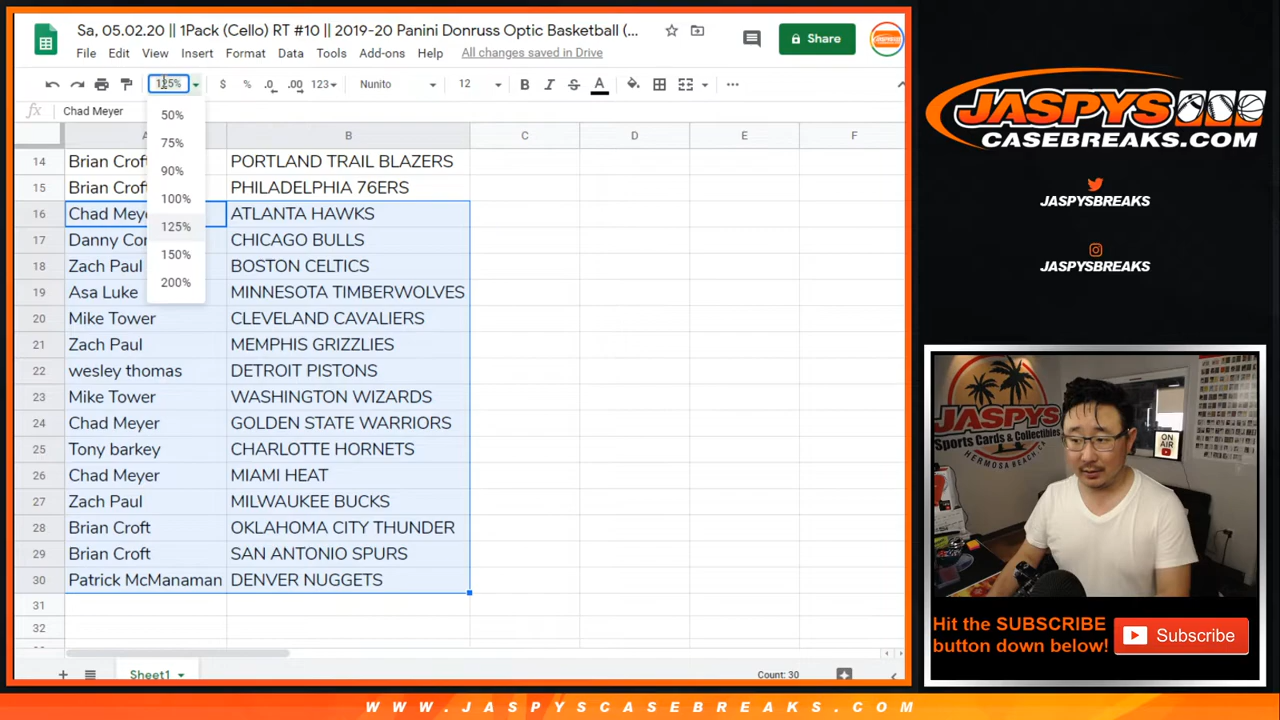 Sa, 05.02.20 || 1Pack (Cello) RT #10 || 2019-20 Panini Donruss Optic Basketball (...
File Edit View Insert Format Data Tools Add-ons Help All changes saved in Drive
Share
125% $ % .0 .00 123 Nunito 12 B I S A
fx Chad Meyer
50%
75%
90%
100%
125%
150%
200%
A B C D E F
14 Brian Croft PORTLAND TRAIL BLAZERS
15 Brian Croft PHILADELPHIA 76ERS
16 Chad Meye ATLANTA HAWKS
17 Danny Cor CHICAGO BULLS
18 Zach Paul BOSTON CELTICS
19 Asa Luke MINNESOTA TIMBERWOLVES
20 Mike Tower CLEVELAND CAVALIERS
21 Zach Paul MEMPHIS GRIZZLIES
22 wesley thomas DETROIT PISTONS
23 Mike Tower WASHINGTON WIZARDS
24 Chad Meyer GOLDEN STATE WARRIORS
25 Tony barkey CHARLOTTE HORNETS
26 Chad Meyer MIAMI HEAT
27 Zach Paul MILWAUKEE BUCKS
28 Brian Croft OKLAHOMA CITY THUNDER
29 Brian Croft SAN ANTONIO SPURS
30 Patrick McManaman DENVER NUGGETS
31
32
Sheet1
Count: 30
JASPYS
CASEBREAKS.COM
JASPYSBREAKS
JASPYSBREAKS
JASPYS
Sports Cards & Collectibles
HERMOSA BEACH
ON AIR
Hit the SUBSCRIBE
button down below!
Subscribe
WWW.JASPYSCASEBREAKS.COM